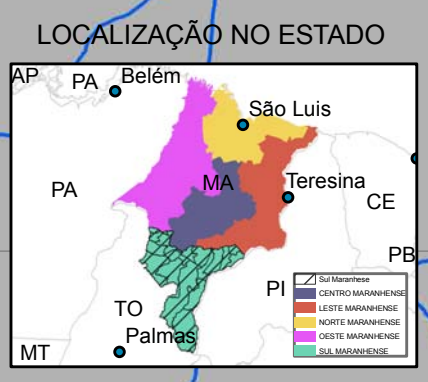 LOCALIZAÇÃO NO ESTADO
AP
PA
Belém
São Luis
PA
MA
Teresina
CE
PB
PI
TO
Palmas
MT
Sul Maranhese
CENTRO MARANHENSE
LESTE MARANHENSE
NORTE MARANHENSE
OESTE MARANHENSE
SUL MARANHENSE